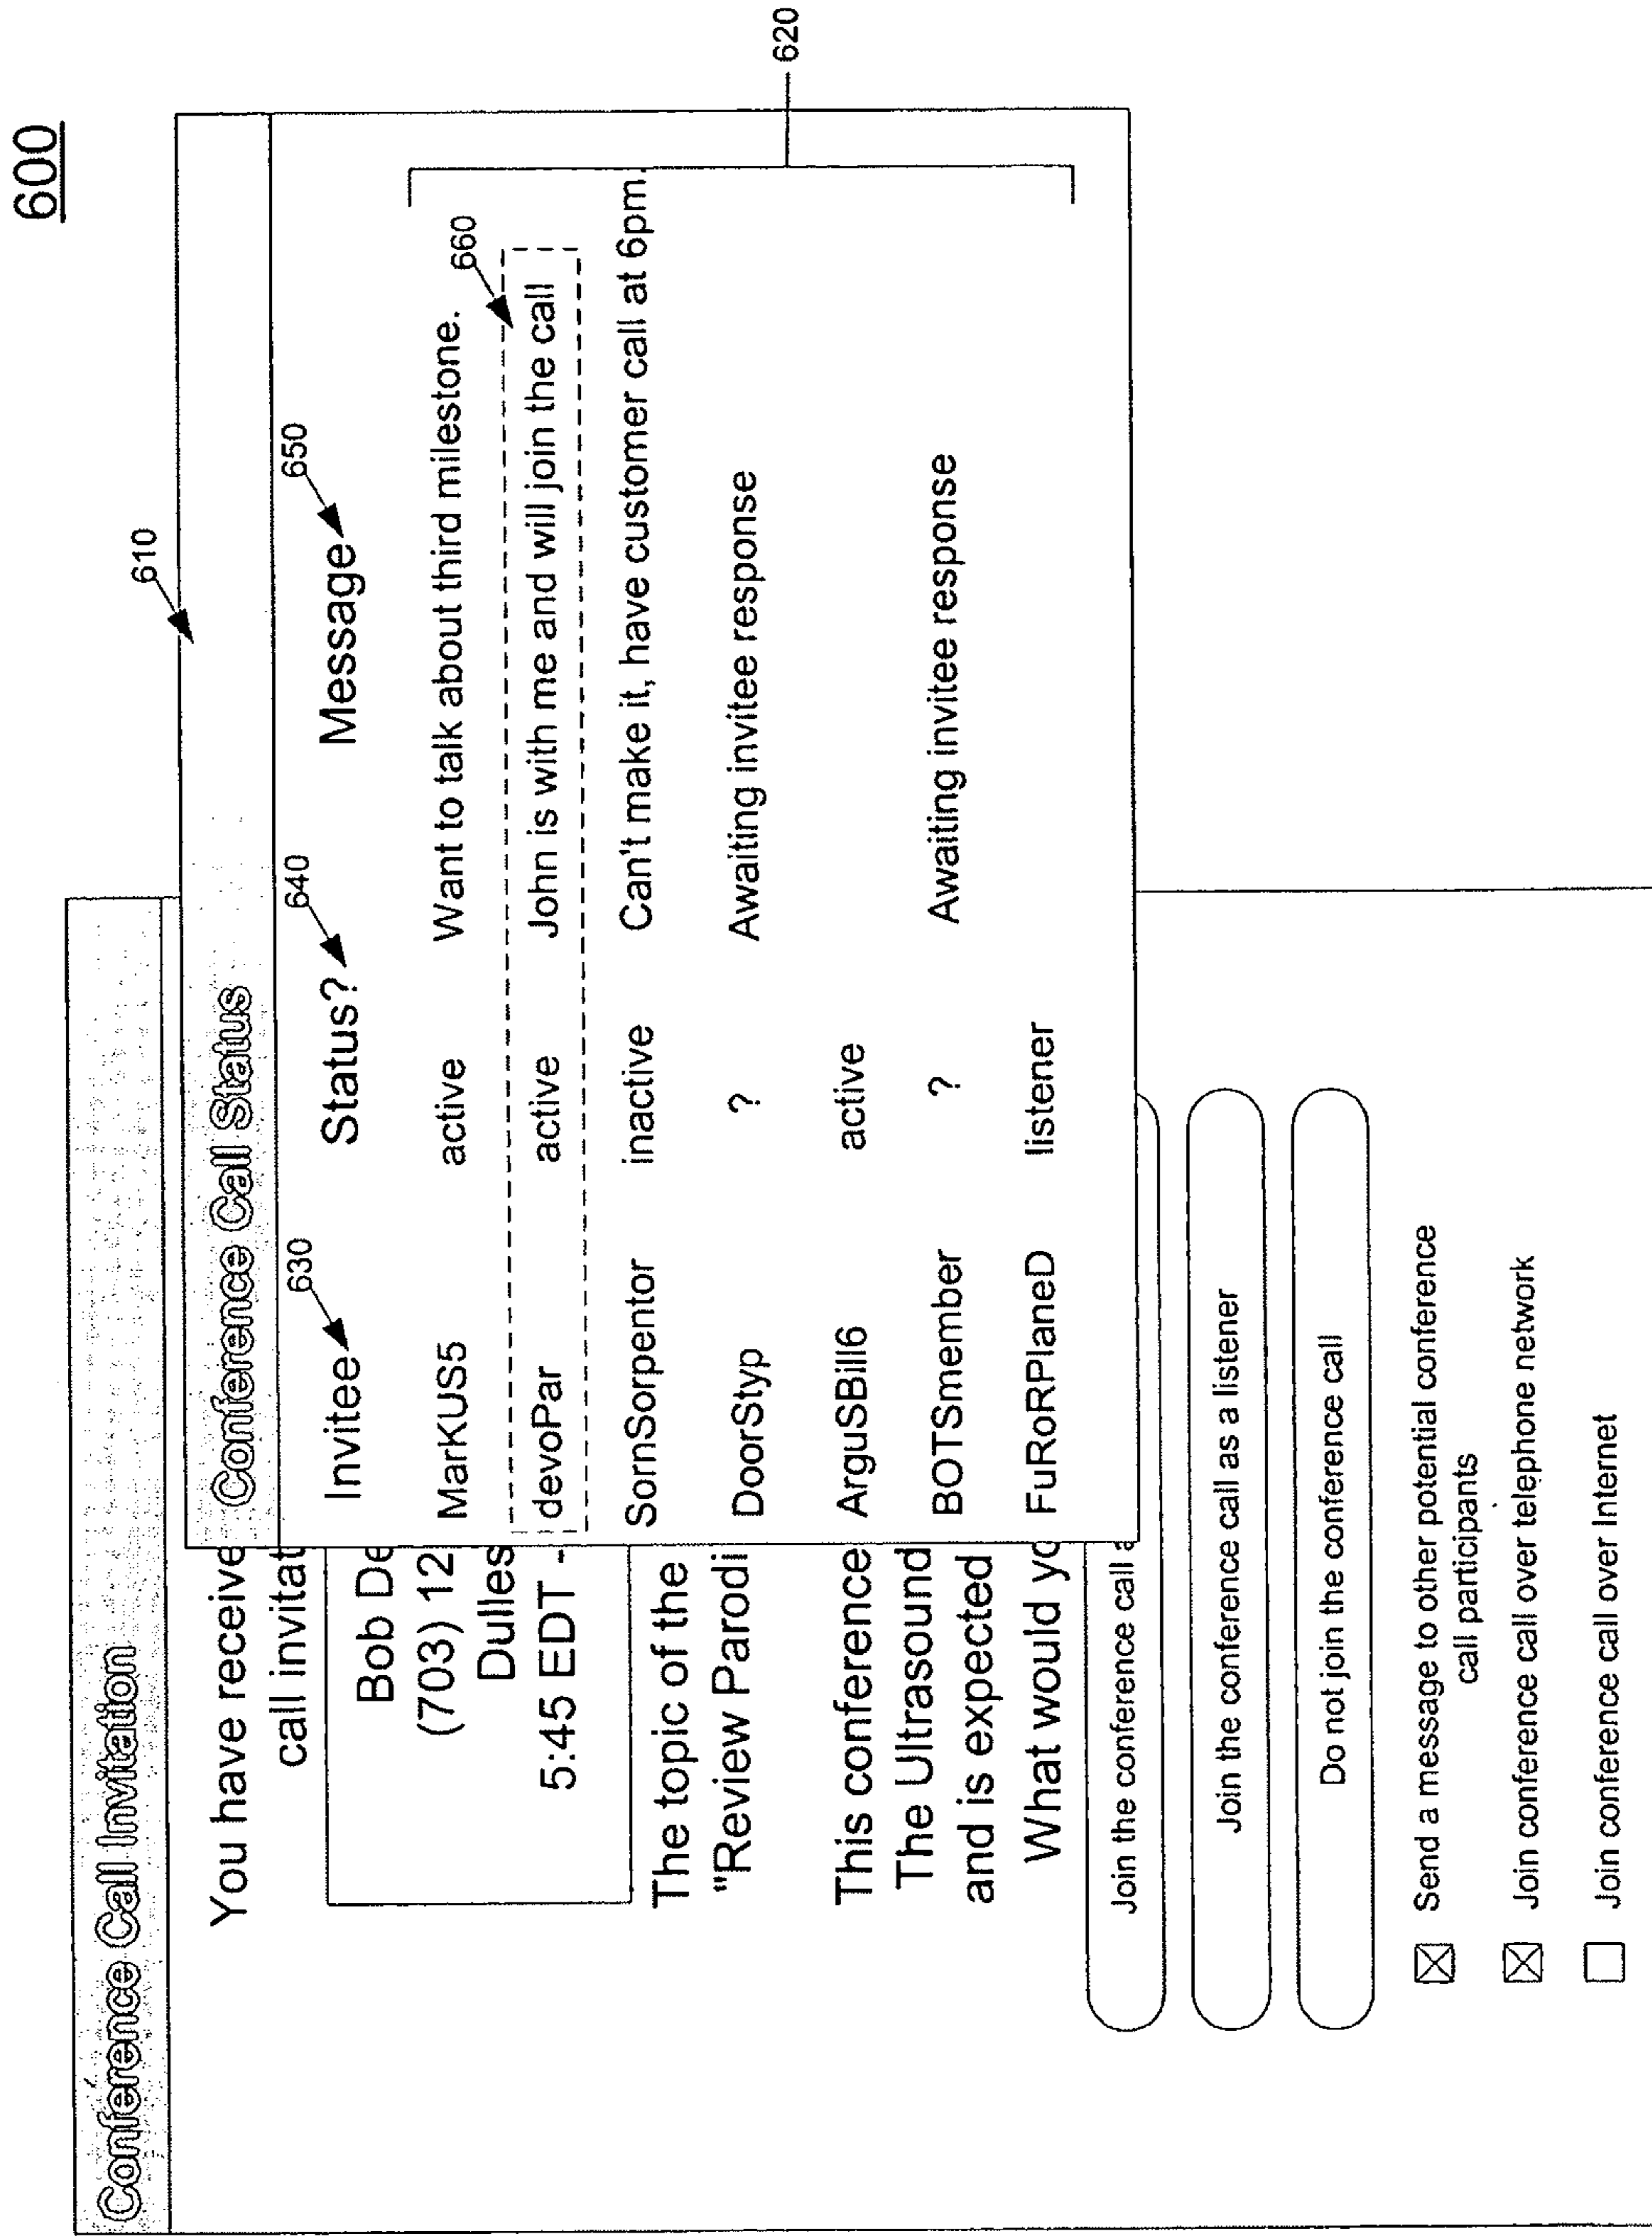 600
Conference Call Invitation
You have receive
call invitat
Bob De
(703) 12
Dulles
5:45 EDT -
The topic of the
"Review Parodi
This conference
The Ultrasound
and is expected
What would yo
Join the conference call a
Join the conference call as a listener
Do not join the conference call
Send a message to other potential conference
call participants
Join conference call over telephone network
Join conference call over Internet
610
Conference Call Status
630 640 650
Invitee Status? Message
660
620
MarKUS5 active Want to talk about third milestone.
devoPar active John is with me and will join the call
SornSorpentor inactive Can't make it, have customer call at 6pm.
DoorStyp ? Awaiting invitee response
ArguSBill6 active
BOTSmember ? Awaiting invitee response
FuRoRPlaneD listener